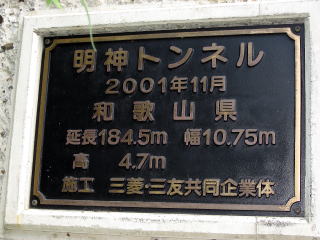 明神トンネル
2001年11月
和歌山県
延長184.5m 幅10.75m
高 4.7m
施工 三菱・三友共同企業体